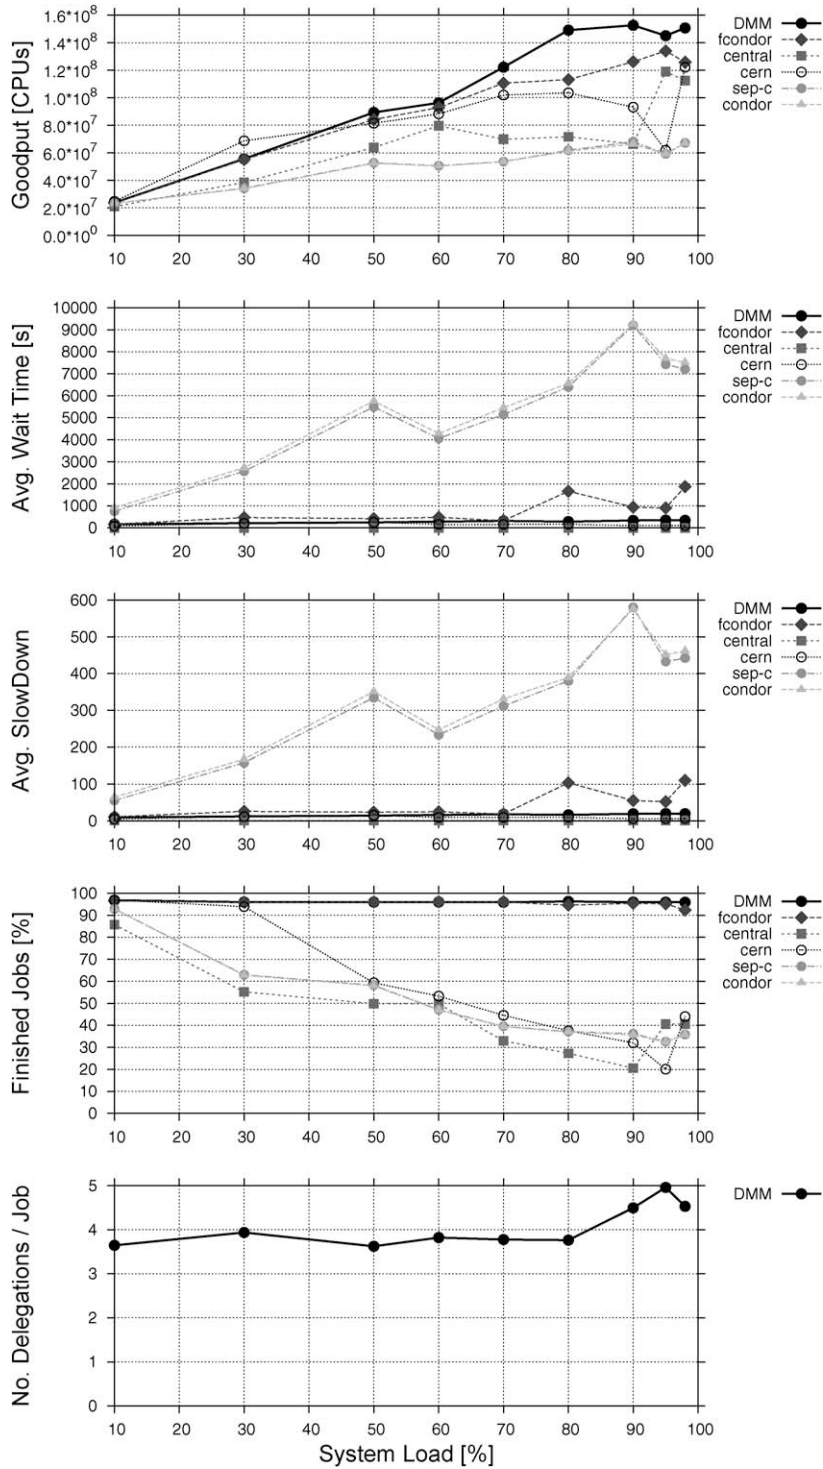 Goodput [CPUs]
1.6*10^8
1.4*10^8
1.2*10^8
1.0*10^8
8.0*10^7
6.0*10^7
4.0*10^7
2.0*10^7
0.0*10^0
10 20 30 40 50 60 70 80 90 100
DMM
fcondor
central
cern
sep-c
condor
Avg. Wait Time [s]
10000
9000
8000
7000
6000
5000
4000
3000
2000
1000
0
10 20 30 40 50 60 70 80 90 100
DMM
fcondor
central
cern
sep-c
condor
Avg. SlowDown
600
500
400
300
200
100
0
10 20 30 40 50 60 70 80 90 100
DMM
fcondor
central
cern
sep-c
condor
Finished Jobs [%]
100
90
80
70
60
50
40
30
20
10
0
10 20 30 40 50 60 70 80 90 100
DMM
fcondor
central
cern
sep-c
condor
No. Delegations / Job
5
4
3
2
1
0
10 20 30 40 50 60 70 80 90 100
DMM
System Load [%]